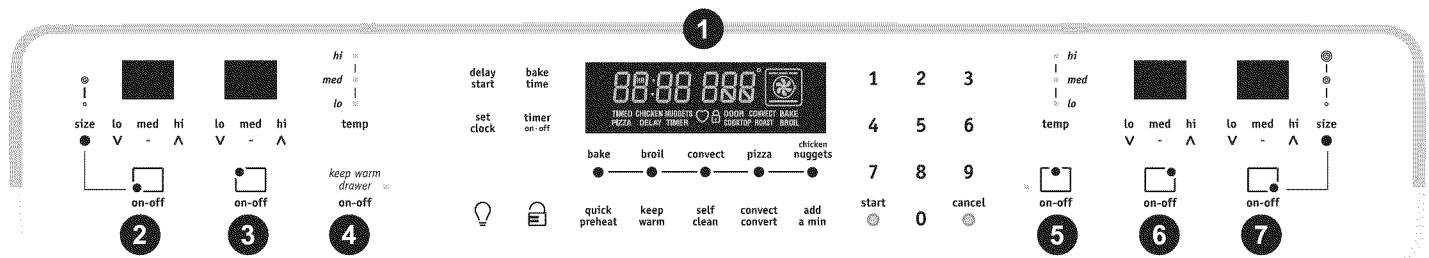 1
hi
med
lo
temp
size
lo med hi
lo med hi
on-off
on-off
keep warm
drawer
on-off
2
3
4
delay
start
bake
time
set
clock
timer
on-off
88:88 888°
HR
TIMED CHICKEN NUGGETS DOOR CONVECT BAKE
PIZZA DELAY TIMER COOKTOP ROAST BROIL
bake broil convect pizza chicken
nuggets
quick
preheat
keep
warm
self
clean
convect
convert
add
a min
1 2 3
4 5 6
7 8 9
start 0 cancel
hi
med
lo
temp
lo med hi
lo med hi
size
on-off
on-off
on-off
5
6
7